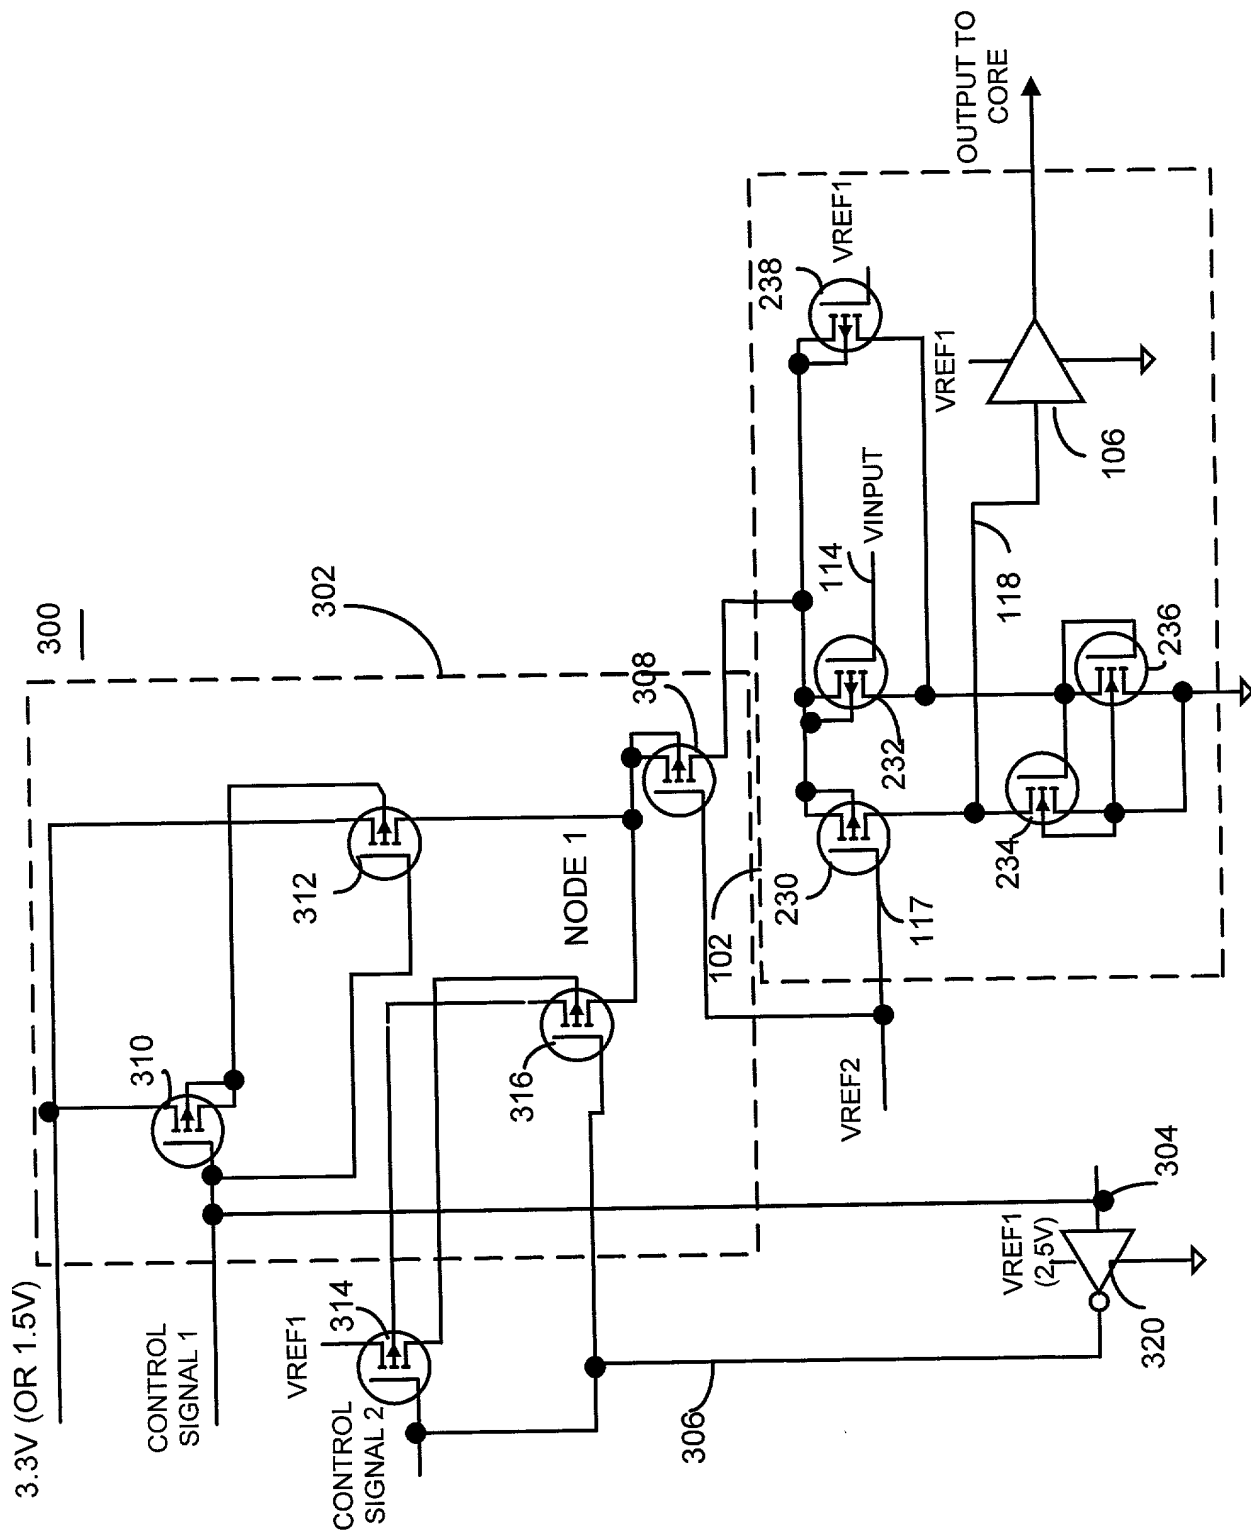 300
302
3.3V (OR 1.5V)
CONTROL
SIGNAL 1
310
312
308
NODE 1
316
VREF1
314
CONTROL
SIGNAL 2
306
VREF1
(2.5V)
304
320
VREF2
102
117
230
232
114
VINPUT
238
VREF1
234
236
118
VREF1
106
OUTPUT TO
CORE